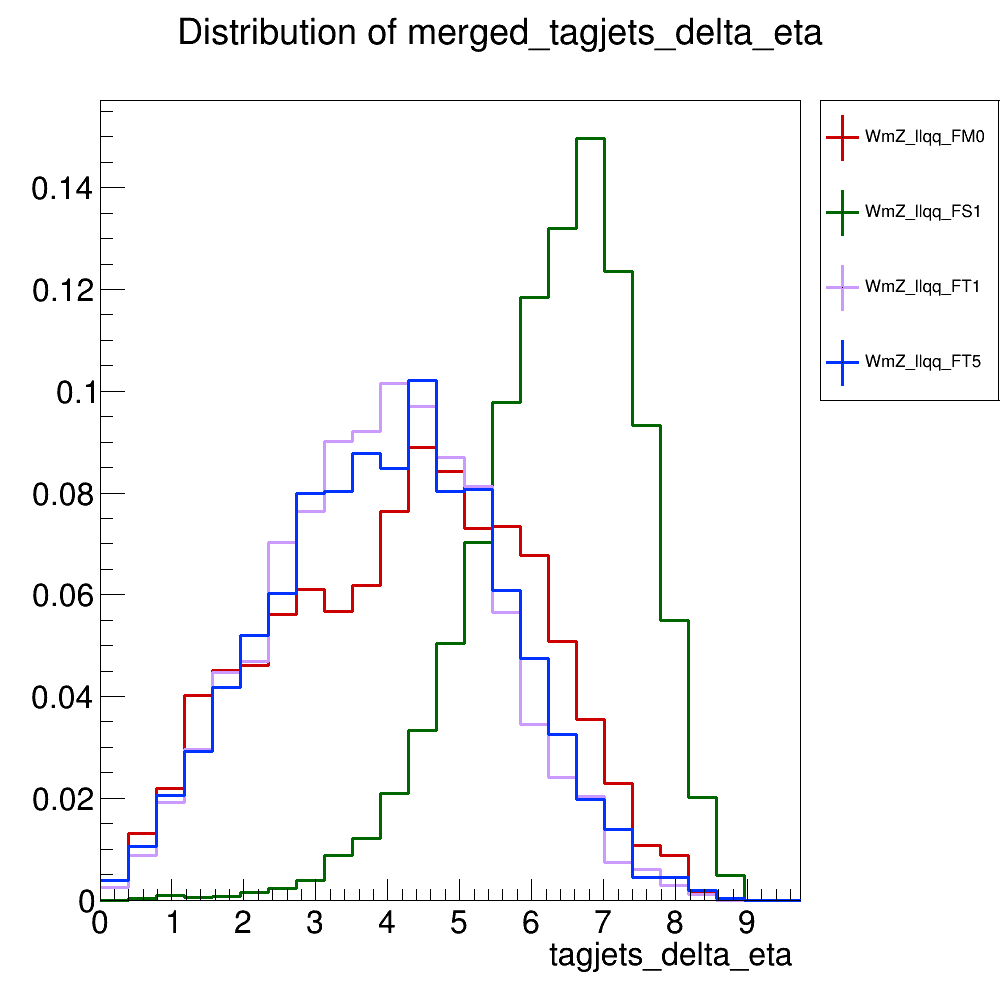 Distribution of merged_tagjets_delta_eta
WmZ_llqq_FM0
WmZ_llqq_FS1
WmZ_llqq_FT1
WmZ_llqq_FT5
0.14
0.12
0.1
0.08
0.06
0.04
0.02
0
0 1 2 3 4 5 6 7 8 9
tagjets_delta_eta